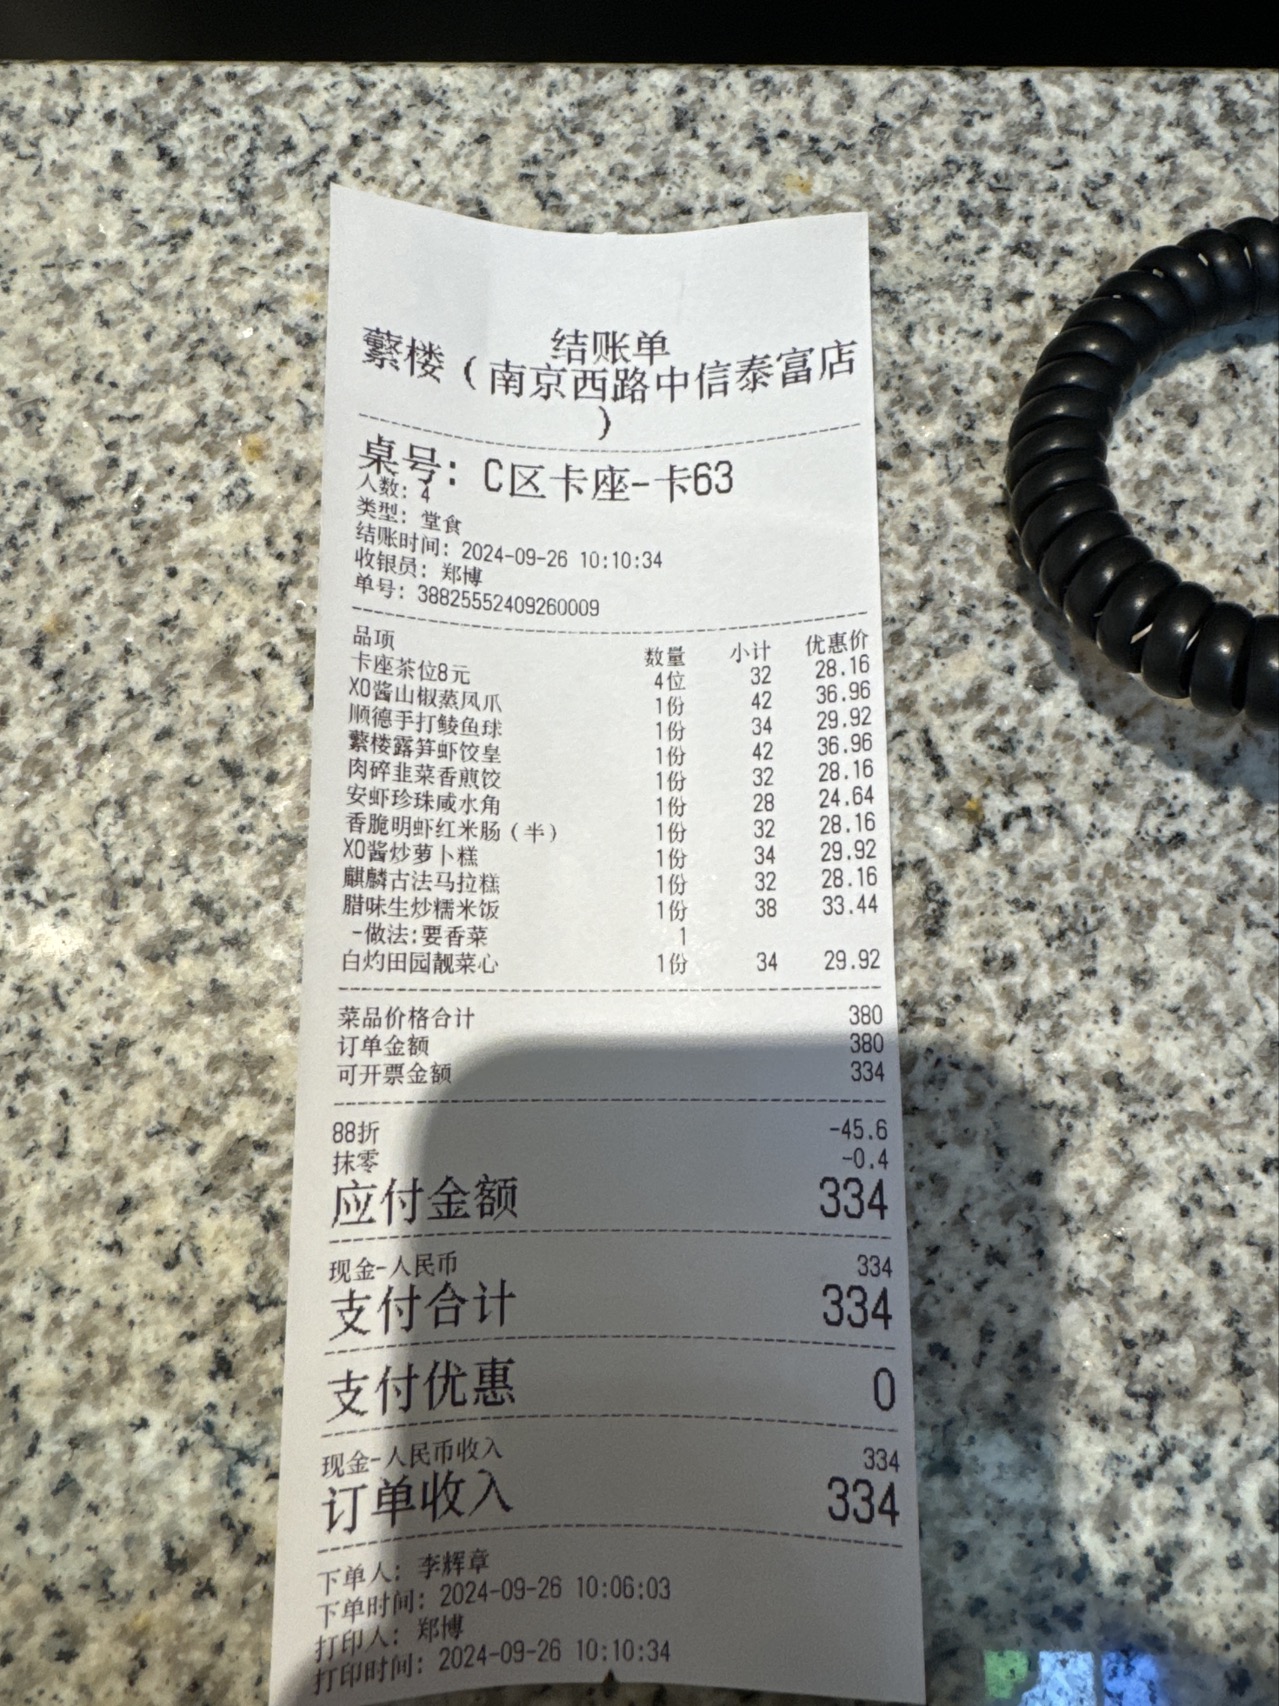 结账单
蘩楼（南京西路中信泰富店
）
桌号：C区卡座-卡63
人数：4
类型：堂食
结账时间：2024-09-26 10:10:34
收银员：郑博
单号：38825552409260009
品项 数量 小计 优惠价
卡座茶位8元 4位 32 28.16
XO酱山椒蒸凤爪 1份 42 36.96
顺德手打鲮鱼球 1份 34 29.92
蘩楼露笋虾饺皇 1份 42 36.96
肉碎韭菜香煎饺 1份 32 28.16
安虾珍珠咸水角 1份 28 24.64
香脆明虾红米肠（半） 1份 32 28.16
XO酱炒萝卜糕 1份 34 29.92
麒麟古法马拉糕 1份 32 28.16
腊味生炒糯米饭 1份 38 33.44
-做法:要香菜 1
白灼田园靓菜心 1份 34 29.92
菜品价格合计 380
订单金额 380
可开票金额 334
88折 -45.6
抹零 -0.4
应付金额 334
现金-人民币 334
支付合计 334
支付优惠 0
现金-人民币收入 334
订单收入 334
下单人：李辉章
下单时间：2024-09-26 10:06:03
打印人：郑博
打印时间：2024-09-26 10:10:34